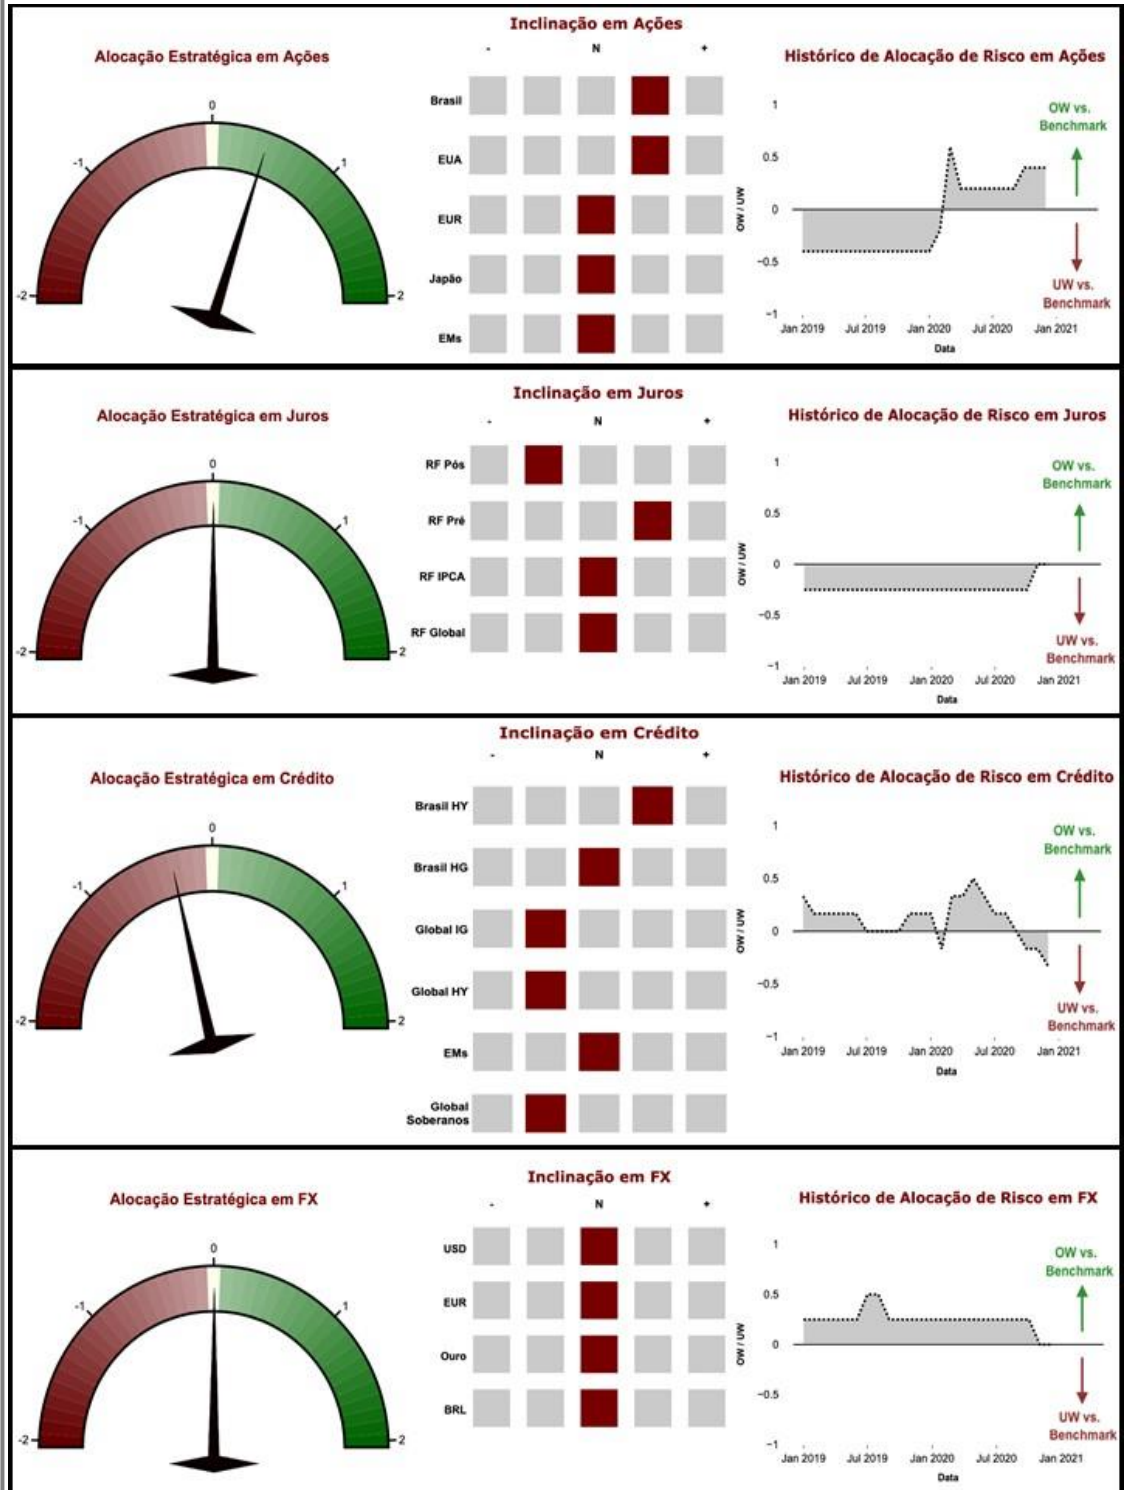 Alocação Estratégica em Ações
0
-1
1
-2
2
Inclinação em Ações
- N +
Brasil
EUA
EUR
Japão
EMs
Histórico de Alocação de Risco em Ações
1
0.5
0
−0.5
−1
OW / UW
OW vs.
Benchmark
UW vs.
Benchmark
Jan 2019 Jul 2019 Jan 2020 Jul 2020 Jan 2021
Data
Alocação Estratégica em Juros
0
-1
1
-2
2
Inclinação em Juros
- N +
RF Pós
RF Pré
RF IPCA
RF Global
Histórico de Alocação de Risco em Juros
1
0.5
0
−0.5
−1
OW / UW
OW vs.
Benchmark
UW vs.
Benchmark
Jan 2019 Jul 2019 Jan 2020 Jul 2020 Jan 2021
Data
Alocação Estratégica em Crédito
0
-1
1
-2
2
Inclinação em Crédito
- N +
Brasil HY
Brasil HG
Global IG
Global HY
EMs
Global
Soberanos
Histórico de Alocação de Risco em Crédito
1
0.5
0
−0.5
−1
OW / UW
OW vs.
Benchmark
UW vs.
Benchmark
Jan 2019 Jul 2019 Jan 2020 Jul 2020 Jan 2021
Data
Alocação Estratégica em FX
0
-1
1
-2
2
Inclinação em FX
- N +
USD
EUR
Ouro
BRL
Histórico de Alocação de Risco em FX
1
0.5
0
−0.5
−1
OW / UW
OW vs.
Benchmark
UW vs.
Benchmark
Jan 2019 Jul 2019 Jan 2020 Jul 2020 Jan 2021
Data